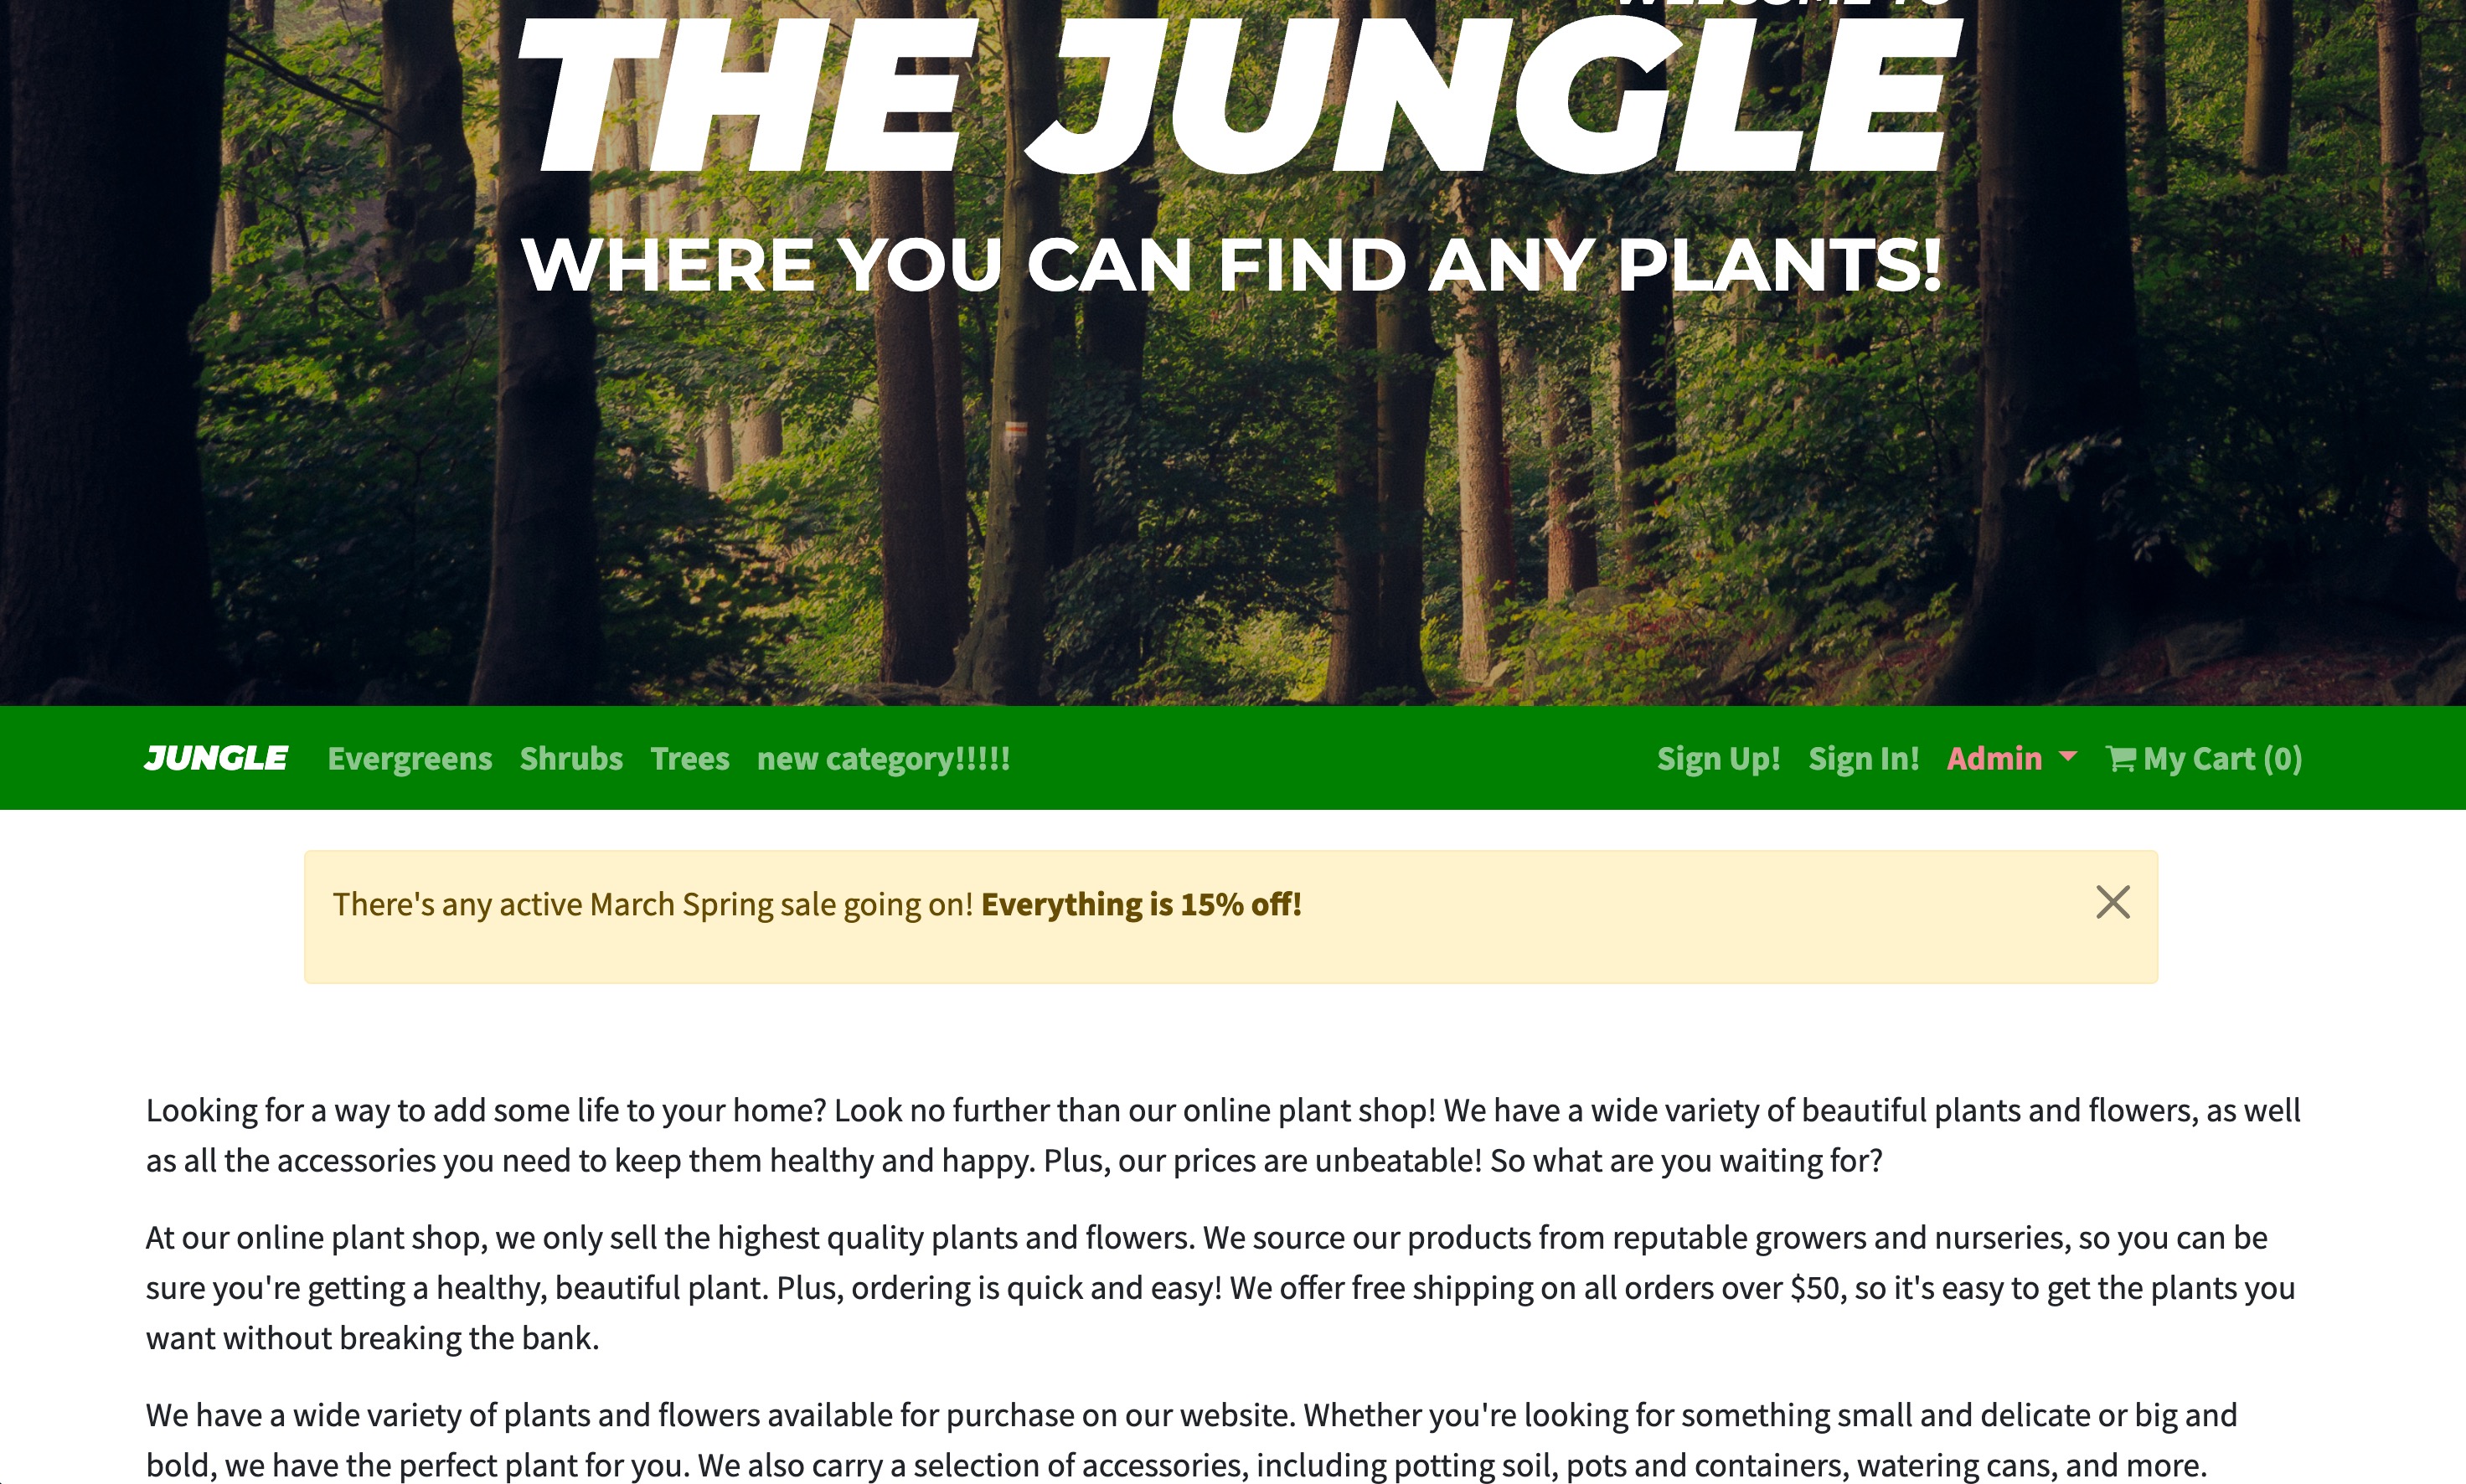 WELCOME TO
THE JUNGLE
WHERE YOU CAN FIND ANY PLANTS!
JUNGLE Evergreens Shrubs Trees new category!!!!! Sign Up! Sign In! Admin My Cart (0)
There's any active March Spring sale going on! Everything is 15% off!
Looking for a way to add some life to your home? Look no further than our online plant shop! We have a wide variety of beautiful plants and flowers, as well
as all the accessories you need to keep them healthy and happy. Plus, our prices are unbeatable! So what are you waiting for?
At our online plant shop, we only sell the highest quality plants and flowers. We source our products from reputable growers and nurseries, so you can be
sure you're getting a healthy, beautiful plant. Plus, ordering is quick and easy! We offer free shipping on all orders over $50, so it's easy to get the plants you
want without breaking the bank.
We have a wide variety of plants and flowers available for purchase on our website. Whether you're looking for something small and delicate or big and
bold, we have the perfect plant for you. We also carry a selection of accessories, including potting soil, pots and containers, watering cans, and more.